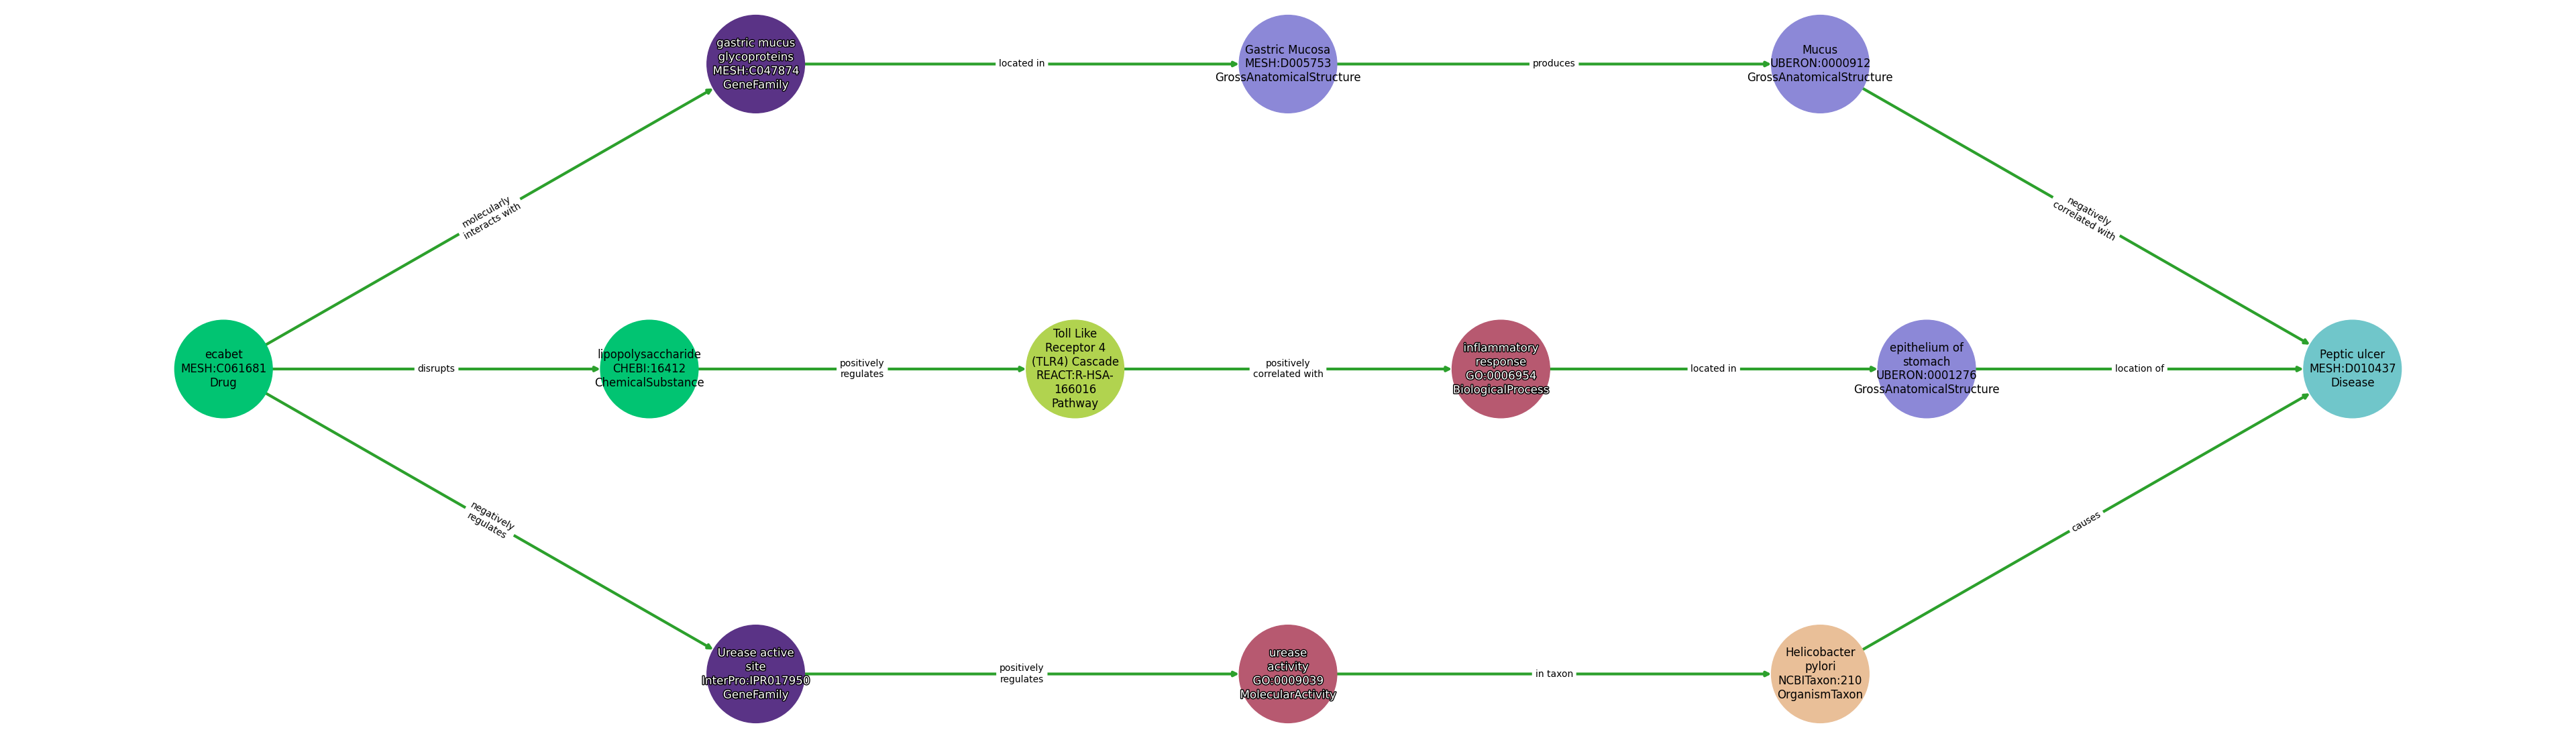 gastric mucus
glycoproteins
MESH:C047874
GeneFamily
located in
Gastric Mucosa
MESH:D005753
GrossAnatomicalStructure
produces
Mucus
UBERON:0000912
GrossAnatomicalStructure
molecularly
interacts with
negatively
correlated with
ecabet
MESH:C061681
Drug
disrupts
lipopolysaccharide
CHEBI:16412
ChemicalSubstance
positively
regulates
Toll Like
Receptor 4
(TLR4) Cascade
REACT:R-HSA-
166016
Pathway
positively
correlated with
inflammatory
response
GO:0006954
BiologicalProcess
located in
epithelium of
stomach
UBERON:0001276
GrossAnatomicalStructure
location of
Peptic ulcer
MESH:D010437
Disease
negatively
regulates
causes
Urease active
site
InterPro:IPR017950
GeneFamily
positively
regulates
urease
activity
GO:0009039
MolecularActivity
in taxon
Helicobacter
pylori
NCBITaxon:210
OrganismTaxon